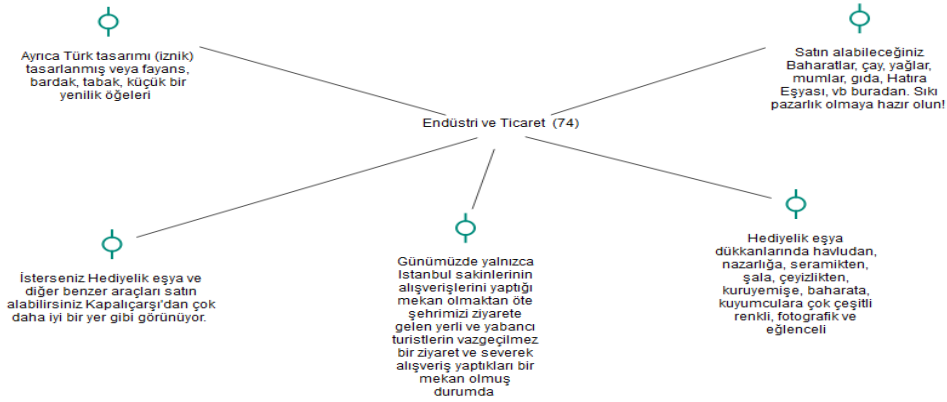 Ayrıca Türk tasarımı (iznik)
tasarlanmış veya fayans,
bardak, tabak, küçük bir
yenilik öğeleri
Satın alabileceğiniz
Baharatlar, çay, yağlar,
mumlar, gıda, Hatıra
Eşyası, vb buradan. Sıkı
pazarlık olmaya hazır olun!
Endüstri ve Ticaret (74)
İsterseniz Hediyelik eşya ve
diğer benzer araçları satın
alabilirsiniz Kapalıçarşı'dan çok
daha iyi bir yer gibi görünüyor.
Günümüzde yalnızca
Istanbul sakinlerinin
alışverişlerini yaptığı
mekan olmaktan öte
şehrimizi ziyarete
gelen yerli ve yabancı
turistlerin vazgeçilmez
bir ziyaret ve severek
alışveriş yaptıkları bir
mekan olmuş
durumda
Hediyelik eşya
dükkanlarında havludan,
nazarlığa, seramikten,
şala, çeyizlikten,
kuruyemişe, baharata,
kuyumculara çok çeşitli
renkli, fotografik ve
eğlenceli